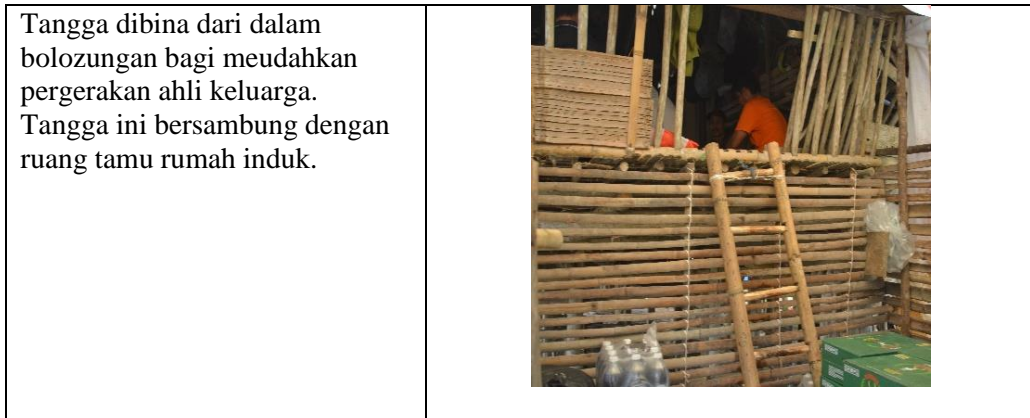 Tangga dibina dari dalam
bolozungan bagi meudahkan
pergerakan ahli keluarga.
Tangga ini bersambung dengan
ruang tamu rumah induk.